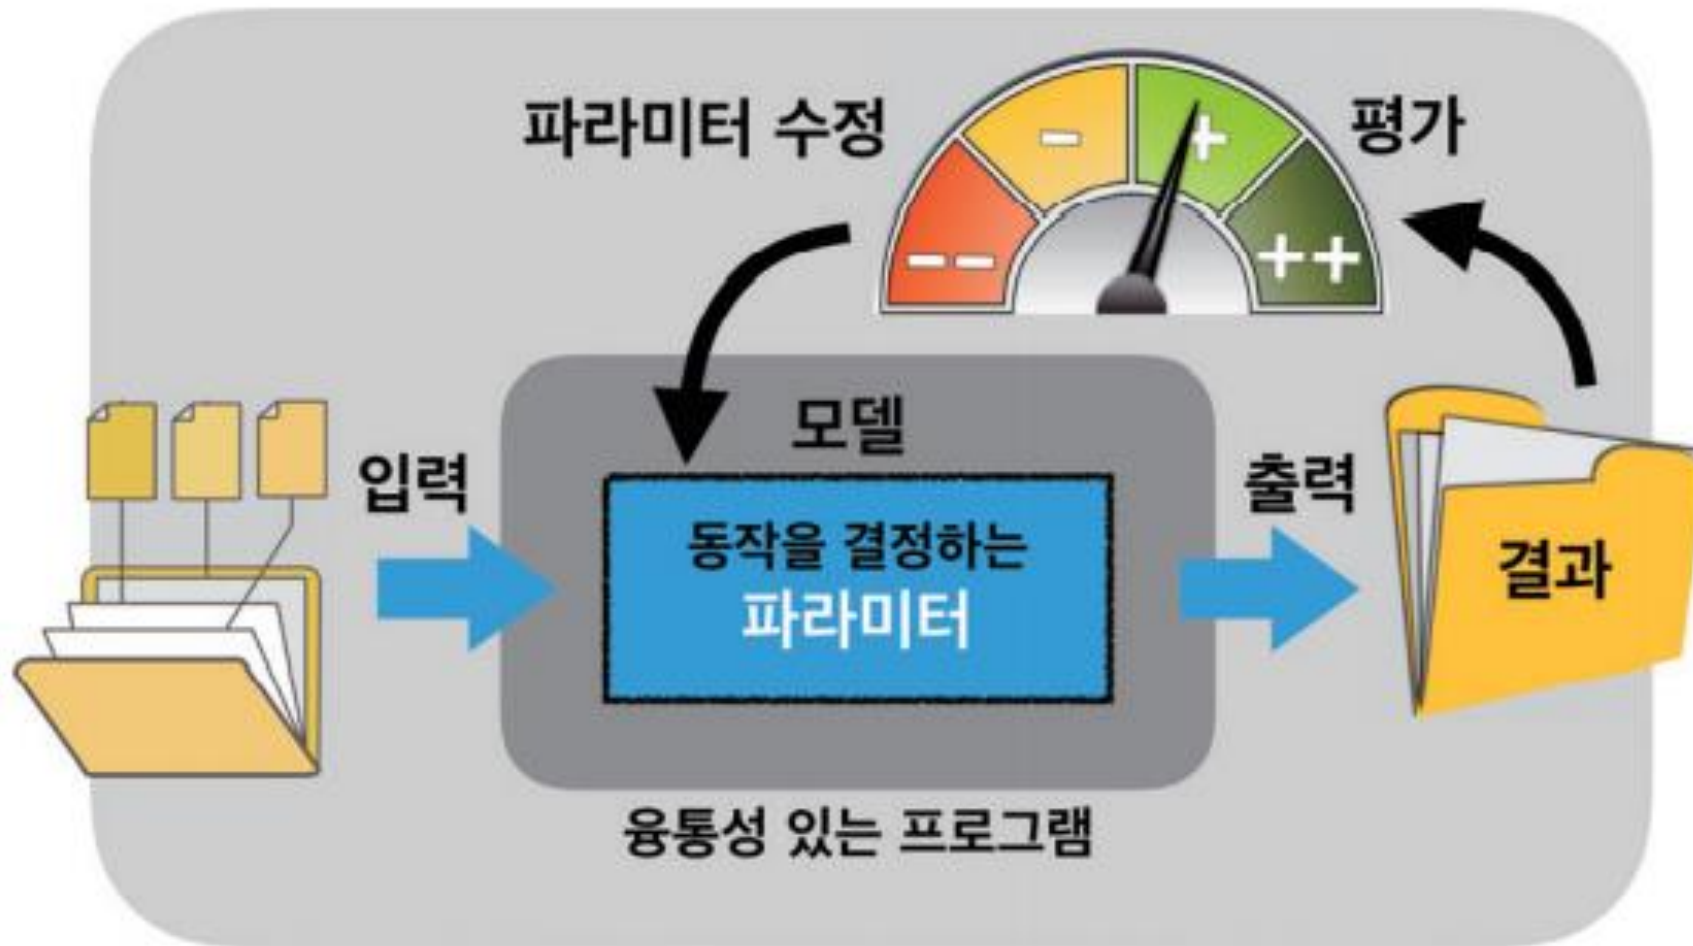 파라미터 수정
평가
-
+
--
++
모델
입력
동작을 결정하는
파라미터
출력
결과
융통성 있는 프로그램